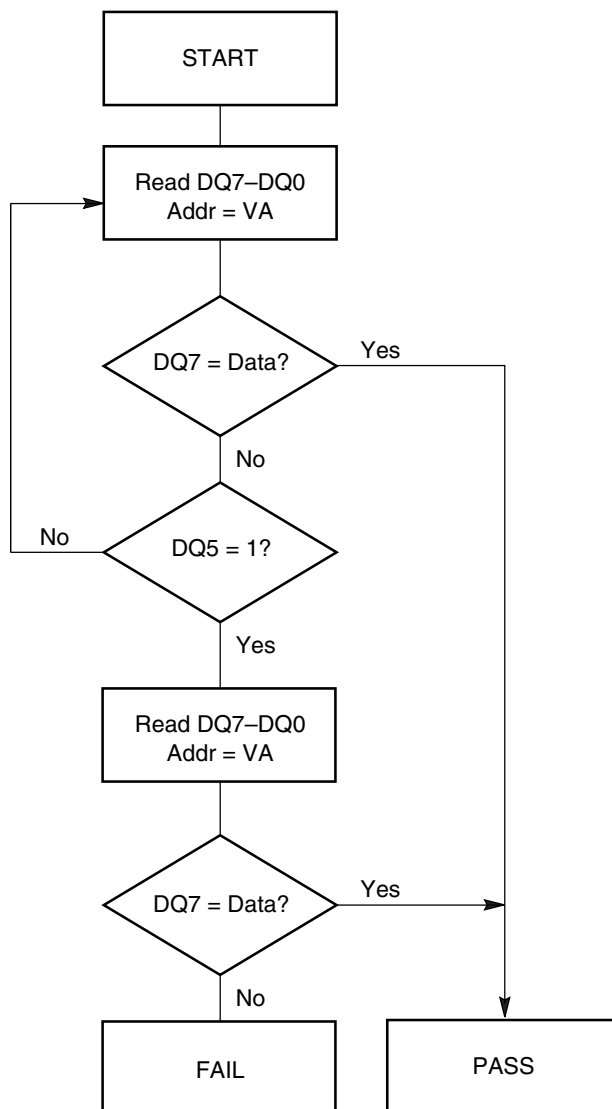 START
Read DQ7–DQ0
Addr = VA
DQ7 = Data?
Yes
No
No
DQ5 = 1?
Yes
Read DQ7–DQ0
Addr = VA
DQ7 = Data?
Yes
No
FAIL
PASS